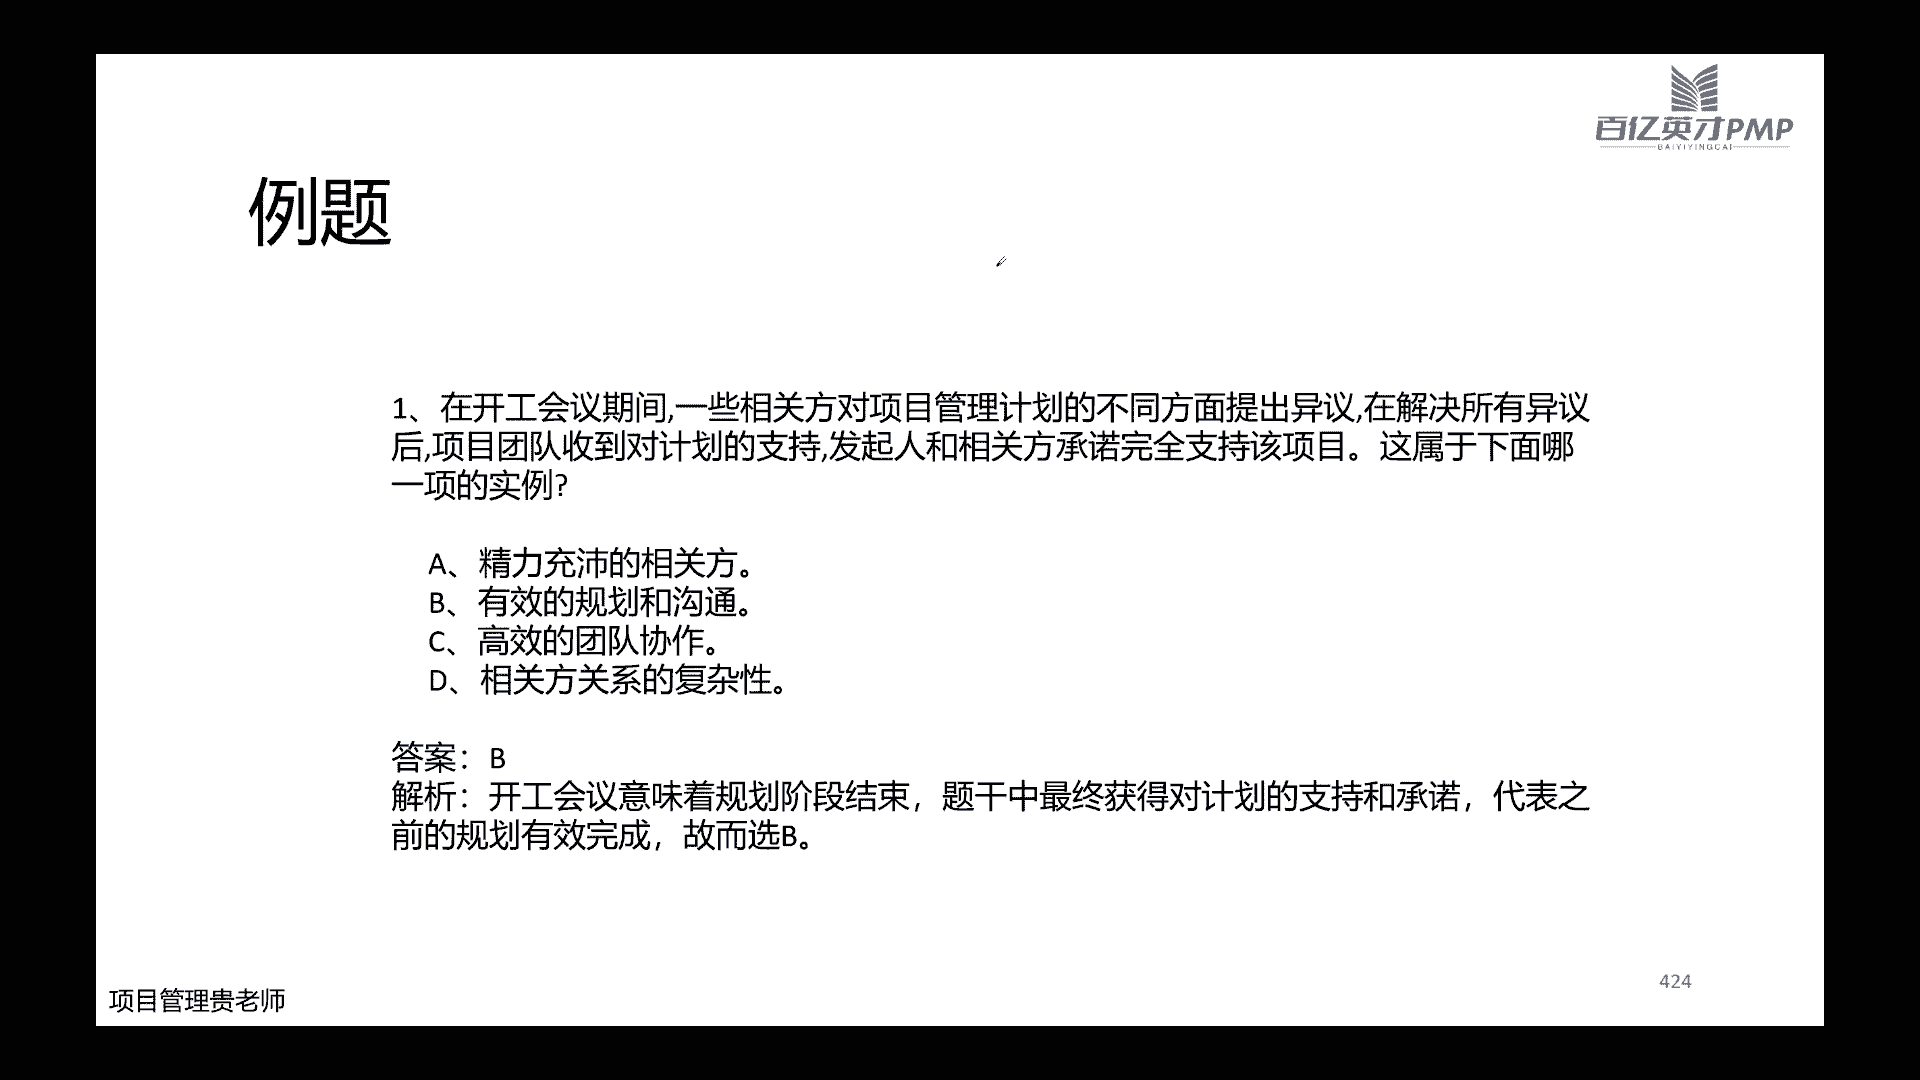 百亿英才PMP
BAIYIYINGCAI
例题
1、在开工会议期间,一些相关方对项目管理计划的不同方面提出异议,在解决所有异议
后,项目团队收到对计划的支持,发起人和相关方承诺完全支持该项目。这属于下面哪
一项的实例?
A、精力充沛的相关方。
B、有效的规划和沟通。
C、高效的团队协作。
D、相关方关系的复杂性。
答案：B
解析：开工会议意味着规划阶段结束，题干中最终获得对计划的支持和承诺，代表之
前的规划有效完成，故而选B。
424
项目管理贵老师